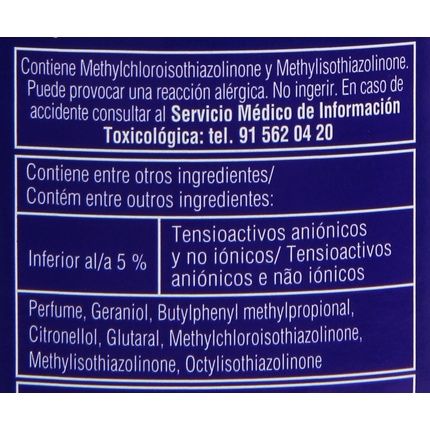 Contiene Methylchloroisothiazolinone y Methylisothiazolinone.
Puede provocar una reacción alérgica. No ingerir. En caso de
accidente consultar al Servicio Médico de Información
Toxicológica: tel. 91 562 04 20
Contiene entre otros ingredientes/
Contém entre outros ingredientes:
Inferior al/a 5 %
Tensioactivos aniónicos
y no iónicos/ Tensioactivos
aniónicos e não iónicos
Perfume, Geraniol, Butylphenyl methylpropional,
Citronellol, Glutaral, Methylchloroisothiazolinone,
Methylisothiazolinone, Octylisothiazolinone